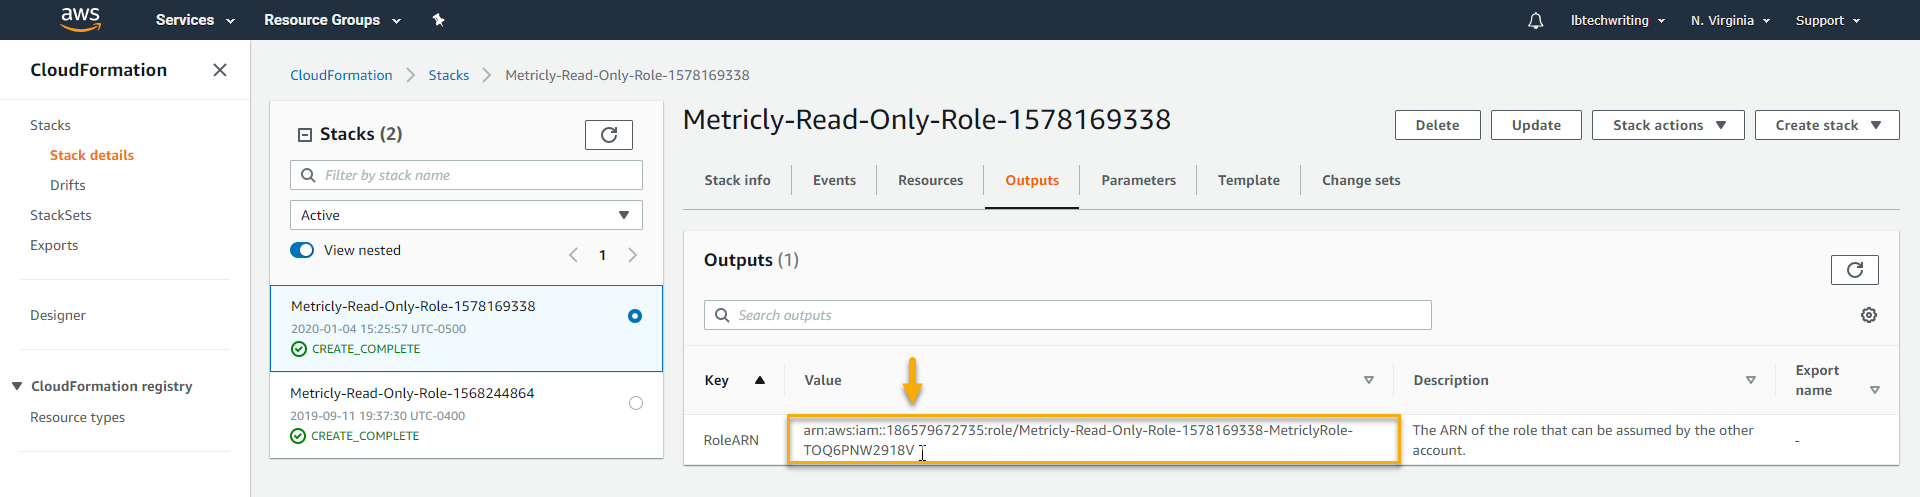 aws
Services
Resource Groups
lbtechwriting
N. Virginia
Support
CloudFormation
Stacks
Stack details
Drifts
StackSets
Exports
Designer
CloudFormation registry
Resource types
CloudFormation
Stacks
Metricly-Read-Only-Role-1578169338
Stacks (2)
Filter by stack name
Active
View nested
1
Metricly-Read-Only-Role-1578169338
2020-01-04 15:25:57 UTC-0500
CREATE_COMPLETE
Metricly-Read-Only-Role-1568244864
2019-09-11 19:37:30 UTC-0400
CREATE_COMPLETE
Metricly-Read-Only-Role-1578169338
Delete
Update
Stack actions
Create stack
Stack info
Events
Resources
Outputs
Parameters
Template
Change sets
Outputs (1)
Search outputs
Key
Value
Description
Export
name
RoleARN
arn:aws:iam::186579672735:role/Metricly-Read-Only-Role-1578169338-MetriclyRole-
TOQ6PNW2918V
The ARN of the role that can be assumed by the other
account.
-